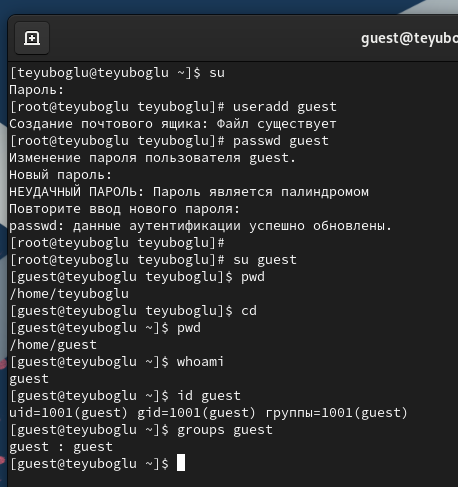 guest@teyubo
[teyuboglu@teyuboglu ~]$ su
Пароль:
[root@teyuboglu teyuboglu]# useradd guest
Создание почтового ящика: Файл существует
[root@teyuboglu teyuboglu]# passwd guest
Изменение пароля пользователя guest.
Новый пароль:
НЕУДАЧНЫЙ ПАРОЛЬ: Пароль является палиндромом
Повторите ввод нового пароля:
passwd: данные аутентификации успешно обновлены.
[root@teyuboglu teyuboglu]#
[root@teyuboglu teyuboglu]# su guest
[guest@teyuboglu teyuboglu]$ pwd
/home/teyuboglu
[guest@teyuboglu teyuboglu]$ cd
[guest@teyuboglu ~]$ pwd
/home/guest
[guest@teyuboglu ~]$ whoami
guest
[guest@teyuboglu ~]$ id guest
uid=1001(guest) gid=1001(guest) группы=1001(guest)
[guest@teyuboglu ~]$ groups guest
guest : guest
[guest@teyuboglu ~]$